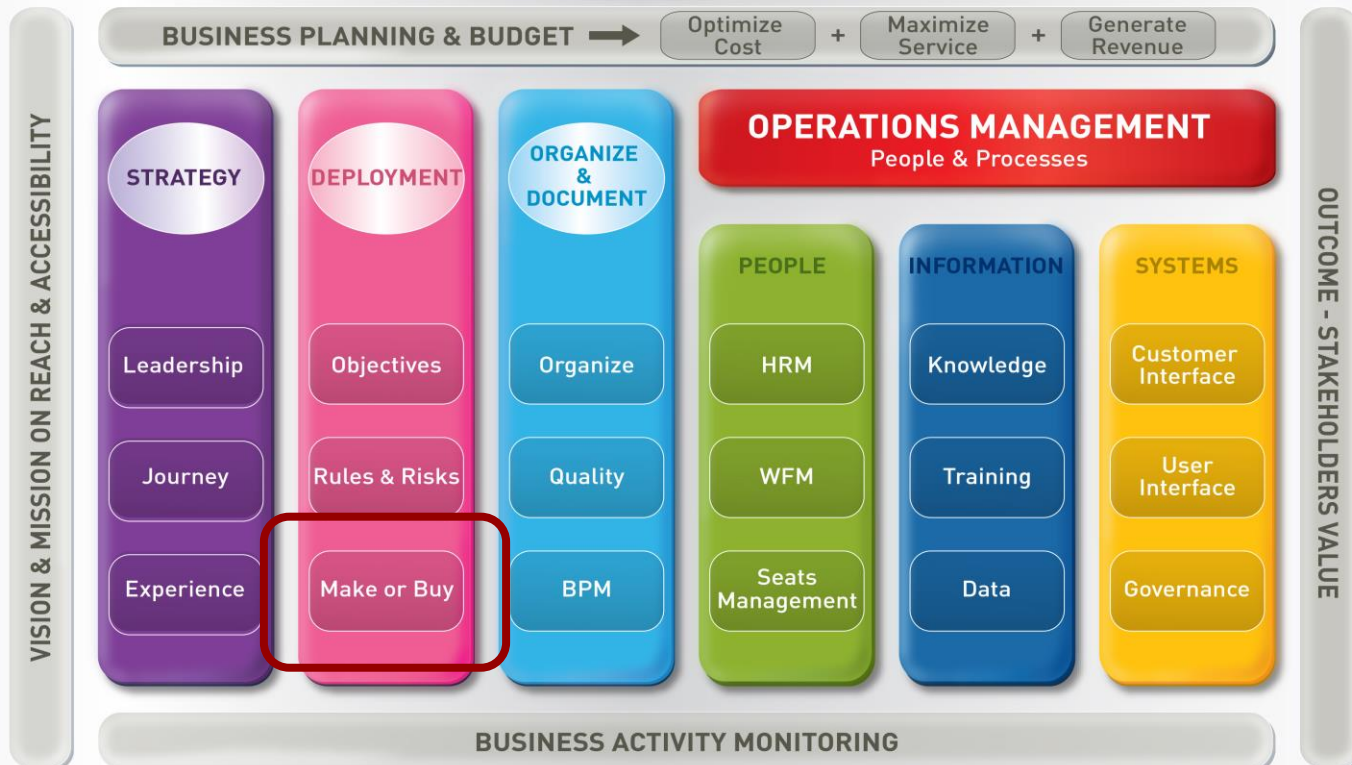 VISION & MISSION ON REACH & ACCESSIBILITY
BUSINESS PLANNING & BUDGET
Optimize
Cost
+
Maximize
Service
+
Generate
Revenue
STRATEGY
Leadership
Journey
Experience
DEPLOYMENT
Objectives
Rules & Risks
Make or Buy
ORGANIZE
&
DOCUMENT
Organize
Quality
BPM
OPERATIONS MANAGEMENT
People & Processes
PEOPLE
HRM
WFM
Seats
Management
INFORMATION
Knowledge
Training
Data
SYSTEMS
Customer
Interface
User
Interface
Governance
OUTCOME - STAKEHOLDERS VALUE
BUSINESS ACTIVITY MONITORING